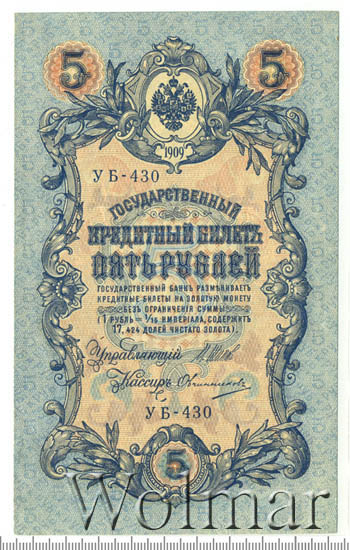 5 5
1909
УБ-430
ГОСУДАРСТВЕННЫЙ
КРЕДИТНЫЙ БИЛЕТЪ
ПЯТЬ РУБЛЕЙ
ГОСУДАРСТВЕННЫЙ БАНКЪ РАЗМѢНИВАЕТЪ
КРЕДИТНЫЕ БИЛЕТЫ НА ЗОЛОТУЮ МОНЕТУ
БЕЗЪ ОГРАНИЧЕНІЯ СУММЫ
(1 РУБЛЬ = 1/15 ИМПЕРІАЛА, СОДЕРЖИТЪ
17,424 ДОЛЕЙ ЧИСТАГО ЗОЛОТА).
Управляющій
Кассиръ Овчинниковъ
УБ-430
5
Wolmar